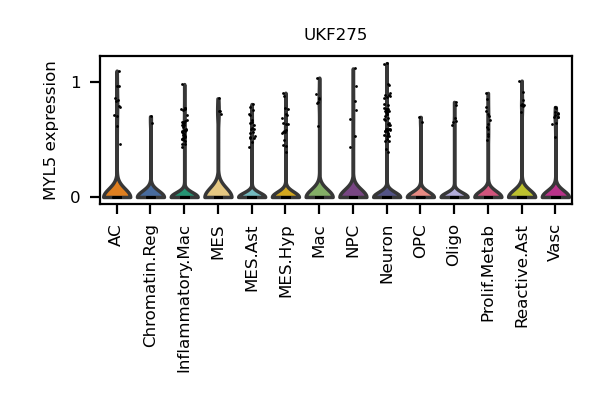 UKF275
MYL5 expression
1
0
AC
Chromatin.Reg
Inflammatory.Mac
MES
MES.Ast
MES.Hyp
Mac
NPC
Neuron
OPC
Oligo
Prolif.Metab
Reactive.Ast
Vasc